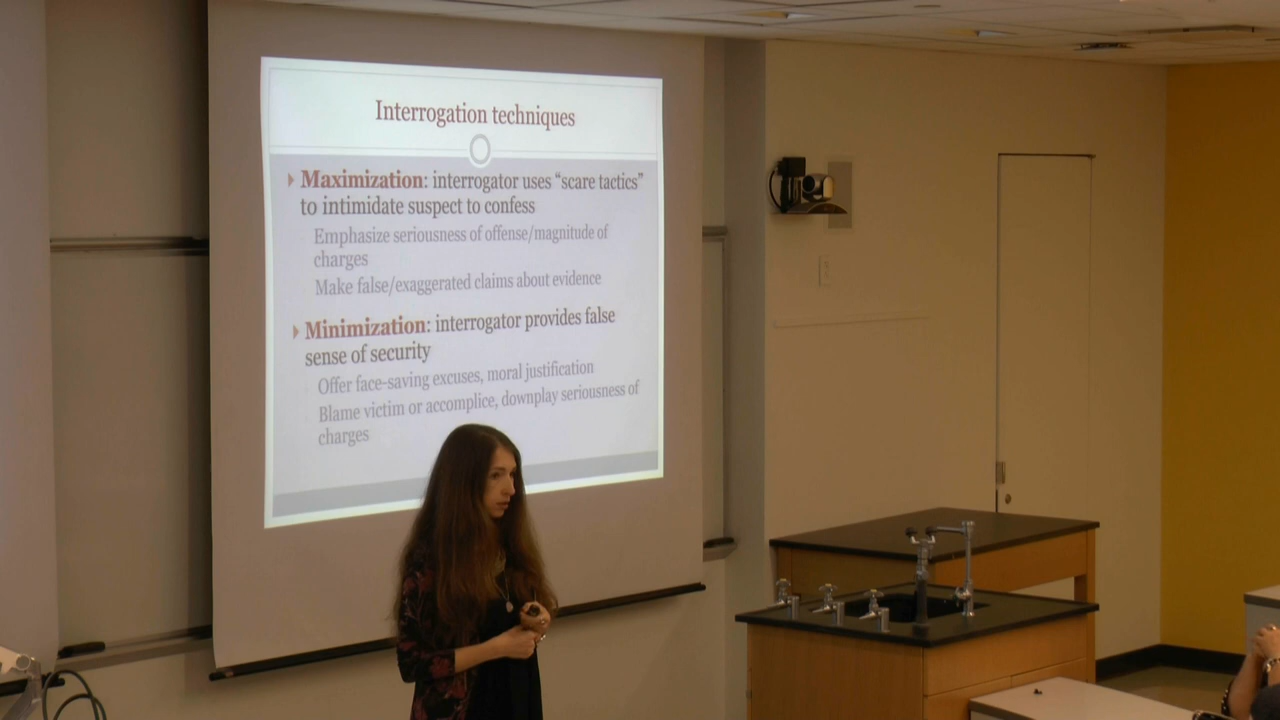 Interrogation techniques
Maximization: interrogator uses “scare tactics”
to intimidate suspect to confess
Emphasize seriousness of offense/magnitude of
charges
Make false/exaggerated claims about evidence
Minimization: interrogator provides false
sense of security
Offer face-saving excuses, moral justification
Blame victim or accomplice, downplay seriousness of
charges